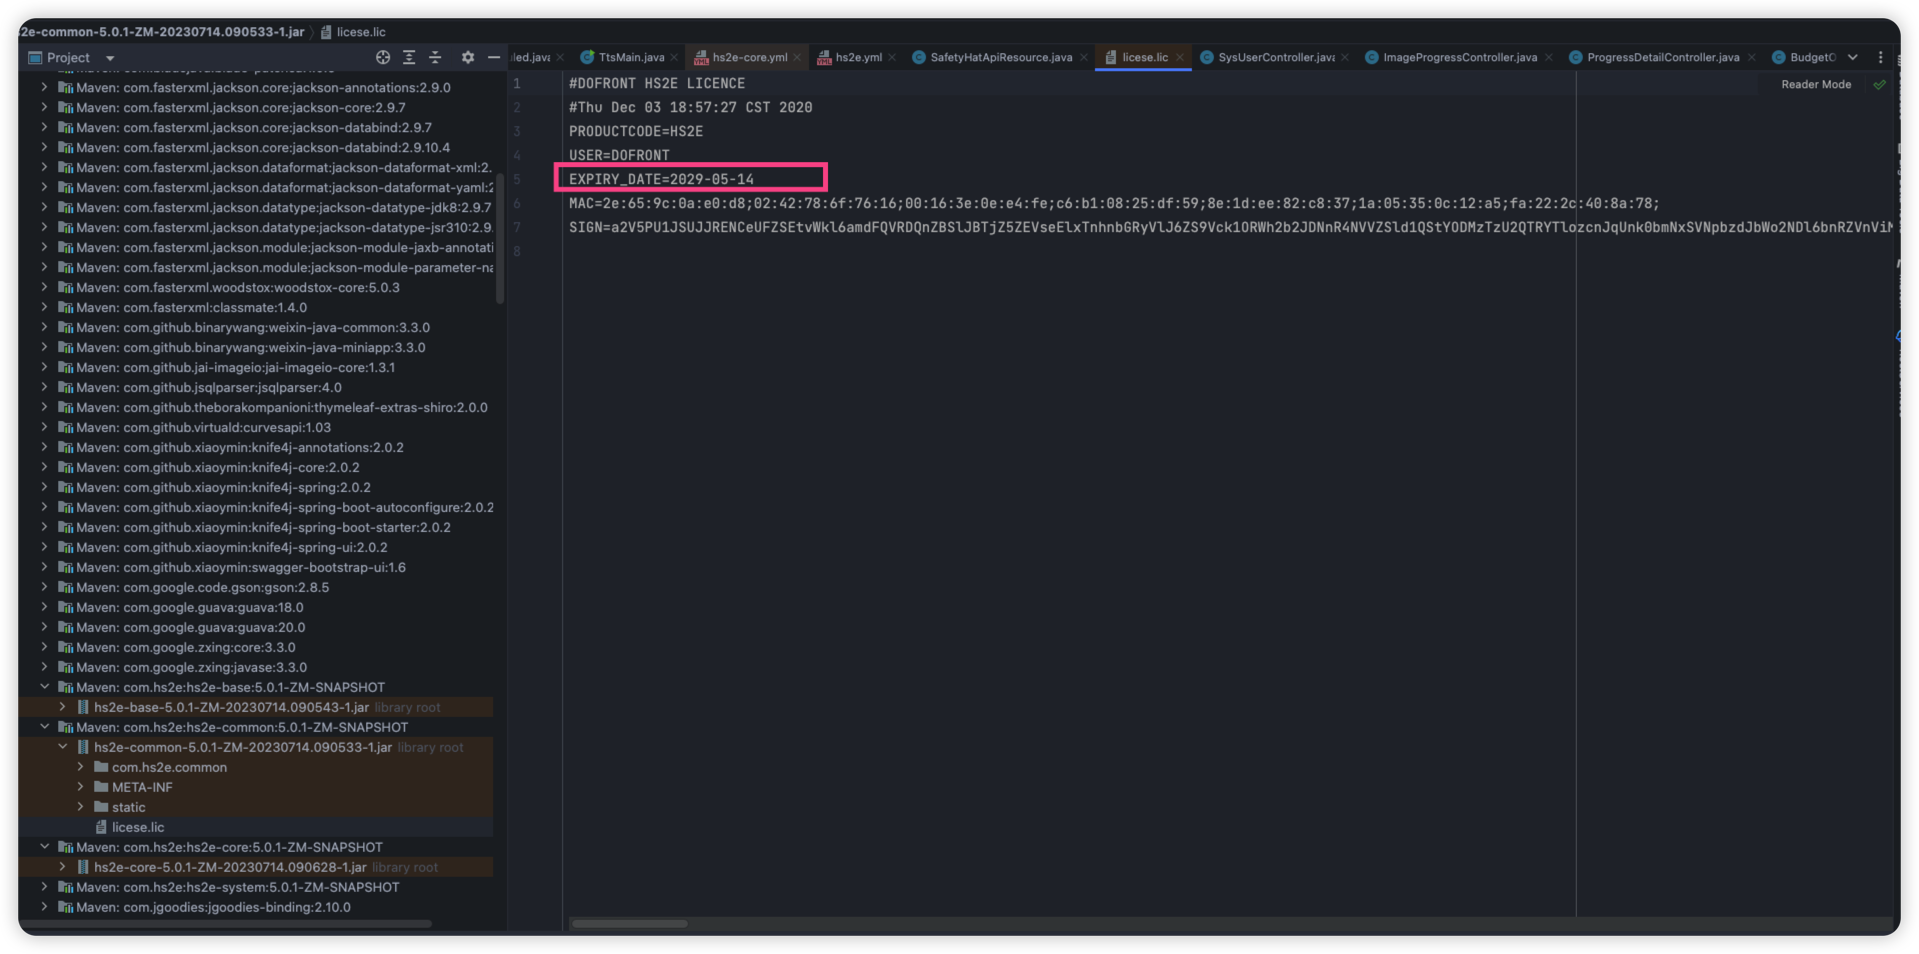 s2e-common-5.0.1-ZM-20230714.090533-1.jar licese.lic
Project
led.java TtsMain.java hs2e-core.yml hs2e.yml SafetyHatApiResource.java licese.lic SysUserController.java ImageProgressController.java ProgressDetailController.java BudgetC
Maven: com.fasterxml.jackson.core:jackson-annotations:2.9.0
Maven: com.fasterxml.jackson.core:jackson-core:2.9.7
Maven: com.fasterxml.jackson.core:jackson-databind:2.9.7
Maven: com.fasterxml.jackson.core:jackson-databind:2.9.10.4
Maven: com.fasterxml.jackson.dataformat:jackson-dataformat-xml:2.
Maven: com.fasterxml.jackson.dataformat:jackson-dataformat-yaml:2
Maven: com.fasterxml.jackson.datatype:jackson-datatype-jdk8:2.9.7
Maven: com.fasterxml.jackson.datatype:jackson-datatype-jsr310:2.9.
Maven: com.fasterxml.jackson.module:jackson-module-jaxb-annotati
Maven: com.fasterxml.jackson.module:jackson-module-parameter-na
Maven: com.fasterxml.woodstox:woodstox-core:5.0.3
Maven: com.fasterxml:classmate:1.4.0
Maven: com.github.binarywang:weixin-java-common:3.3.0
Maven: com.github.binarywang:weixin-java-miniapp:3.3.0
Maven: com.github.jai-imageio:jai-imageio-core:1.3.1
Maven: com.github.jsqlparser:jsqlparser:4.0
Maven: com.github.theborakompanioni:thymeleaf-extras-shiro:2.0.0
Maven: com.github.virtuald:curvesapi:1.03
Maven: com.github.xiaoymin:knife4j-annotations:2.0.2
Maven: com.github.xiaoymin:knife4j-core:2.0.2
Maven: com.github.xiaoymin:knife4j-spring:2.0.2
Maven: com.github.xiaoymin:knife4j-spring-boot-autoconfigure:2.0.2
Maven: com.github.xiaoymin:knife4j-spring-boot-starter:2.0.2
Maven: com.github.xiaoymin:knife4j-spring-ui:2.0.2
Maven: com.github.xiaoymin:swagger-bootstrap-ui:1.6
Maven: com.google.code.gson:gson:2.8.5
Maven: com.google.guava:guava:18.0
Maven: com.google.guava:guava:20.0
Maven: com.google.zxing:core:3.3.0
Maven: com.google.zxing:javase:3.3.0
Maven: com.hs2e:hs2e-base:5.0.1-ZM-SNAPSHOT
hs2e-base-5.0.1-ZM-20230714.090543-1.jar library root
Maven: com.hs2e:hs2e-common:5.0.1-ZM-SNAPSHOT
hs2e-common-5.0.1-ZM-20230714.090533-1.jar library root
com.hs2e.common
META-INF
static
licese.lic
Maven: com.hs2e:hs2e-core:5.0.1-ZM-SNAPSHOT
hs2e-core-5.0.1-ZM-20230714.090628-1.jar library root
Maven: com.hs2e:hs2e-system:5.0.1-ZM-SNAPSHOT
Maven: com.jgoodies:jgoodies-binding:2.10.0
1 #DOFRONT HS2E LICENCE
2 #Thu Dec 03 18:57:27 CST 2020
3 PRODUCTCODE=HS2E
4 USER=DOFRONT
5 EXPIRY_DATE=2029-05-14
6 MAC=2e:65:9c:0a:e0:d8;02:42:78:6f:76:16;00:16:3e:0e:e4:fe;c6:b1:08:25:df:59;8e:1d:ee:82:c8:37;1a:05:35:0c:12:a5;fa:22:2c:40:8a:78;
7 SIGN=a2V5PU1JSUJJRENCeUFZSEtvWkl6amdFQVRDQnZBSlJBTjZ5ZEVseElxTnhnbGRyVlJ6ZS9Vck1ORWh2b2JDNnR4NVVZSld1QStYODMzTzU2QTRYTlozcnJqUnk0bmNxSVNpbzdJbWo2NDl6bnRZVnViM
8
Reader Mode